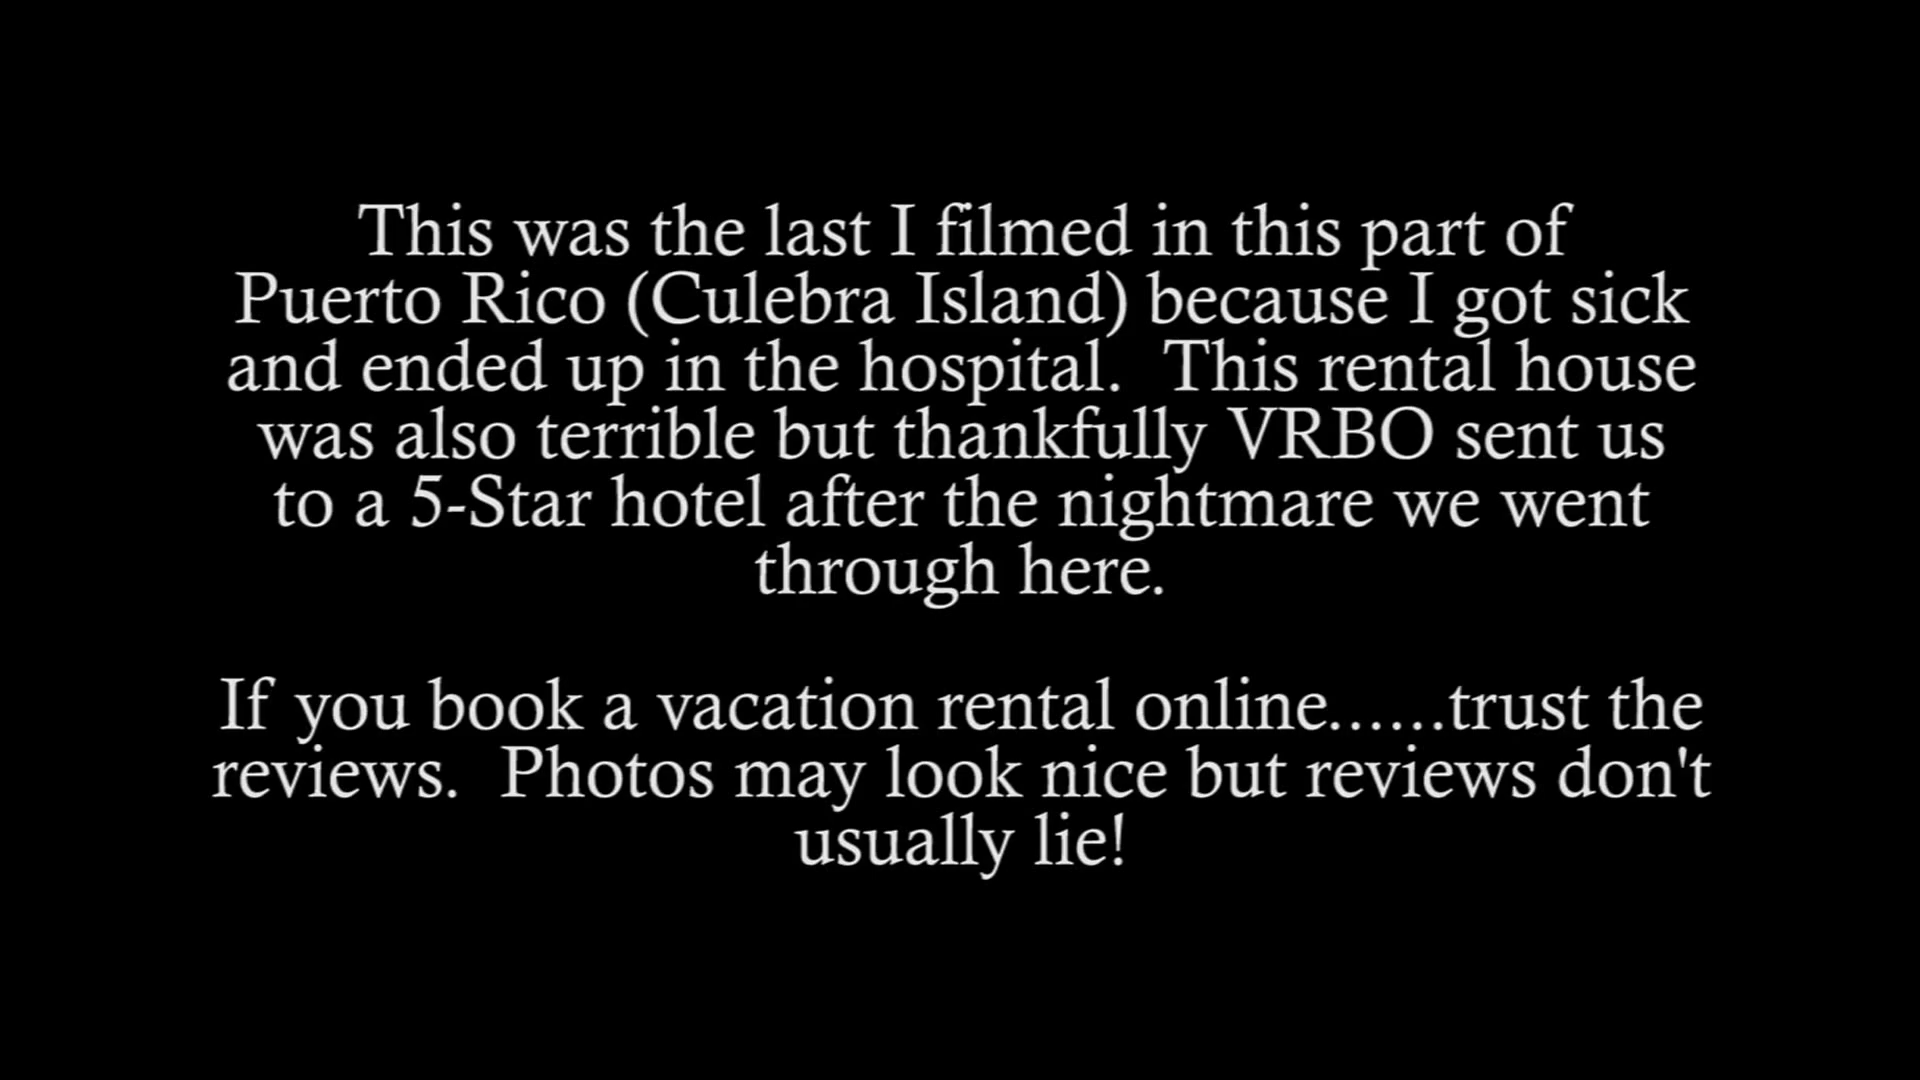 This was the last I filmed in this part of
Puerto Rico (Culebra Island) because I got sick
and ended up in the hospital.  This rental house
was also terrible but thankfully VRBO sent us
to a 5-Star hotel after the nightmare we went
through here.
If you book a vacation rental online......trust the
reviews.  Photos may look nice but reviews don't
usually lie!